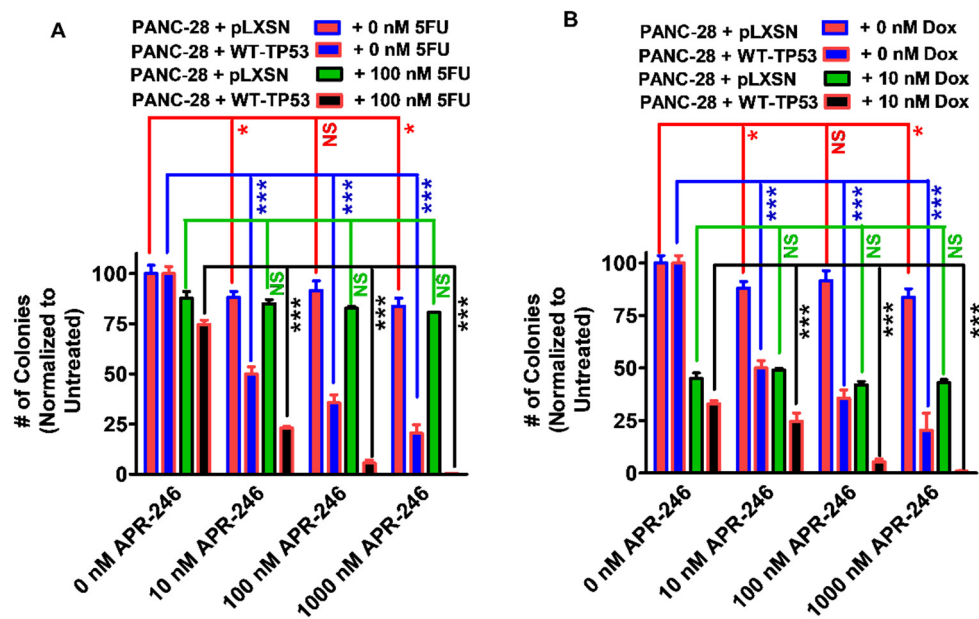 A
PANC-28 + pLXSN + 0 nM 5FU
PANC-28 + WT-TP53 + 0 nM 5FU
PANC-28 + pLXSN + 100 nM 5FU
PANC-28 + WT-TP53 + 100 nM 5FU
* NS *
*** *** ***
NS NS NS
*** *** ***
# of Colonies
(Normalized to
Untreated)
100
75
50
25
0
0 nM APR-246
10 nM APR-246
100 nM APR-246
1000 nM APR-246
B
PANC-28 + pLXSN + 0 nM Dox
PANC-28 + WT-TP53 + 0 nM Dox
PANC-28 + pLXSN + 10 nM Dox
PANC-28 + WT-TP53 + 10 nM Dox
* NS *
*** *** ***
NS NS NS
*** *** ***
# of Colonies
(Normalized to
Untreated)
100
75
50
25
0
0 nM APR-246
10 nM APR-246
100 nM APR-246
1000 nM APR-246